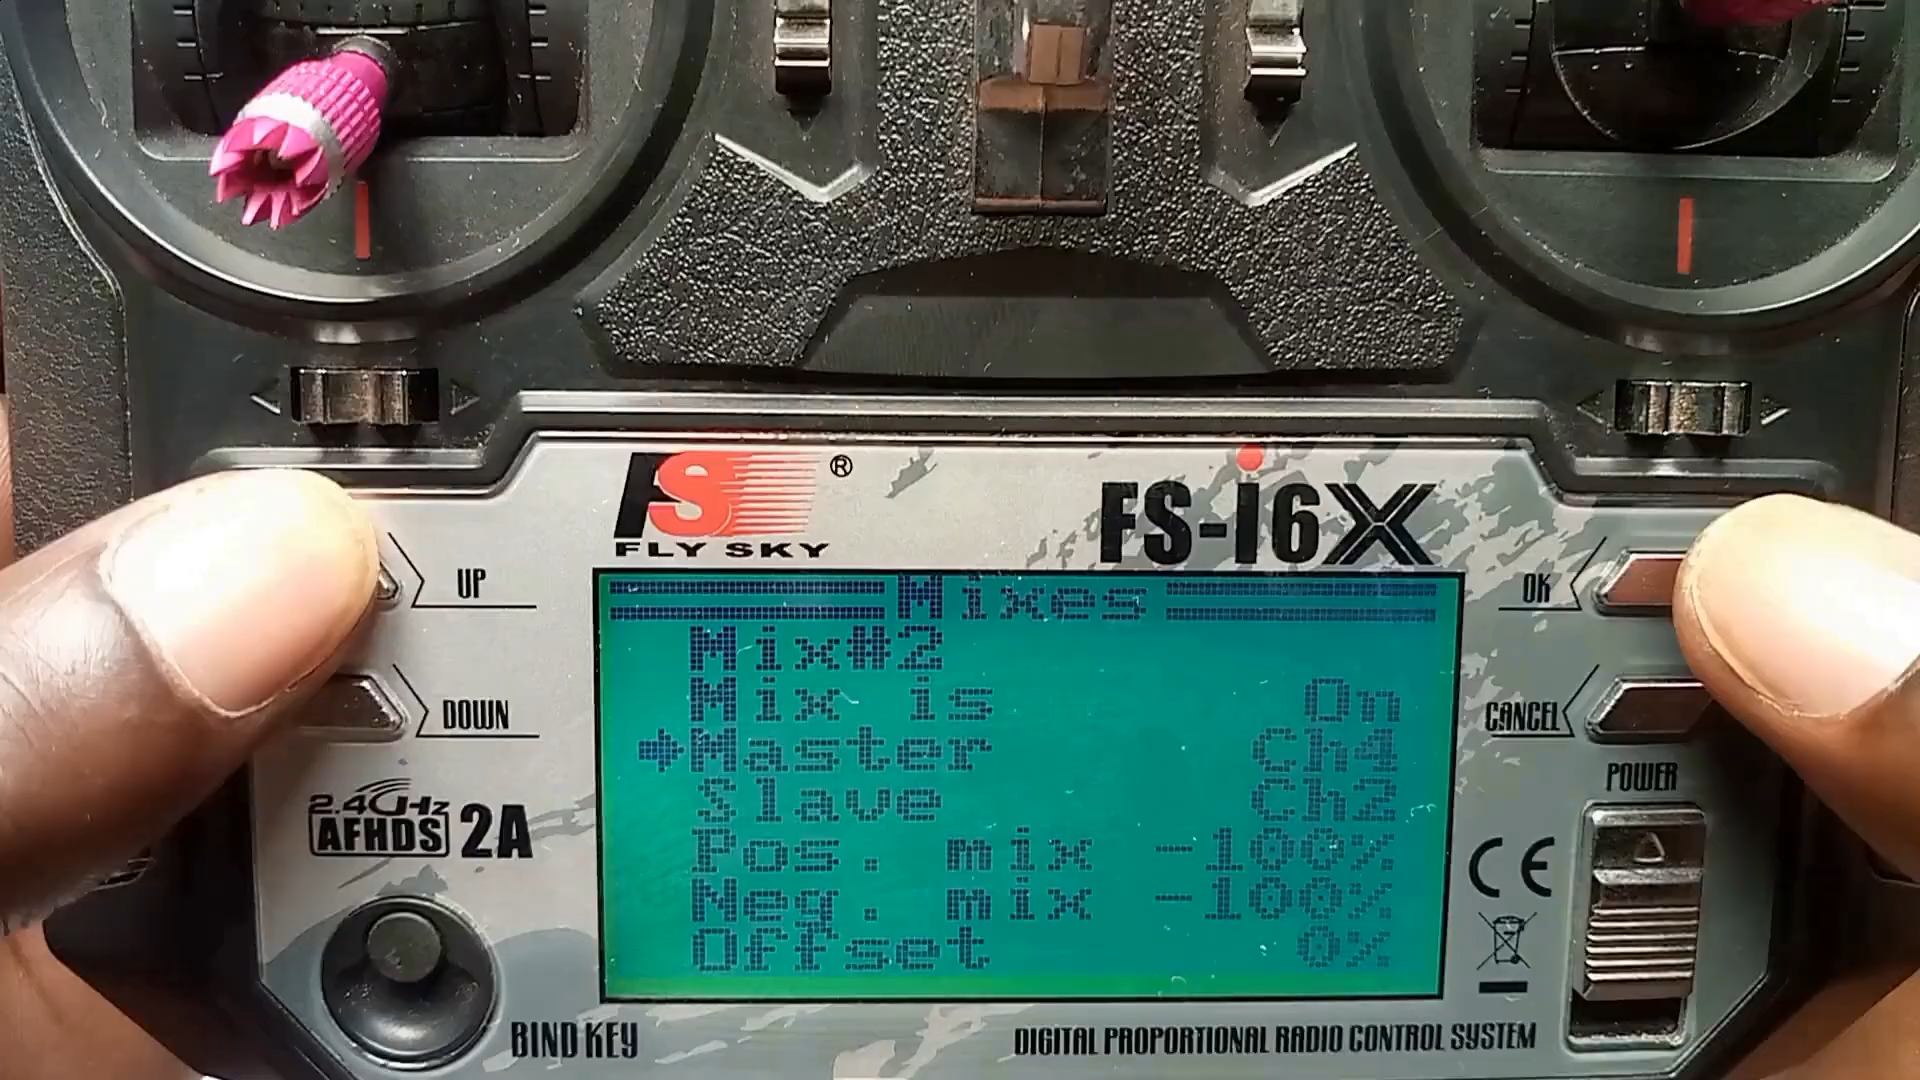 FS ®
FLY SKY
FS-i6X
UP
OK
DOWN
CANCEL
Mixes
Mix#2
Mix is On
Master Ch4
Slave Ch2
Pos. mix -100%
Neg. mix -100%
Offset 0%
POWER
2.4GHz
AFHDS 2A
CE
BIND KEY
DIGITAL PROPORTIONAL RADIO CONTROL SYSTEM